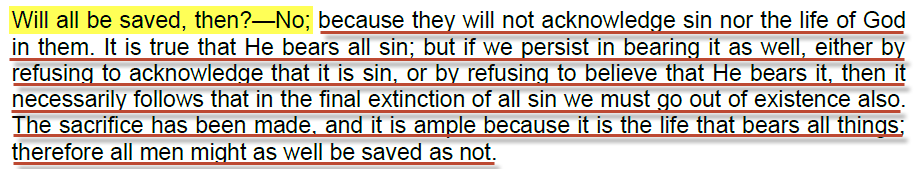 Will all be saved, then?—No; because they will not acknowledge sin nor the life of God
in them. It is true that He bears all sin; but if we persist in bearing it as well, either by
refusing to acknowledge that it is sin, or by refusing to believe that He bears it, then it
necessarily follows that in the final extinction of all sin we must go out of existence also.
The sacrifice has been made, and it is ample because it is the life that bears all things;
therefore all men might as well be saved as not.